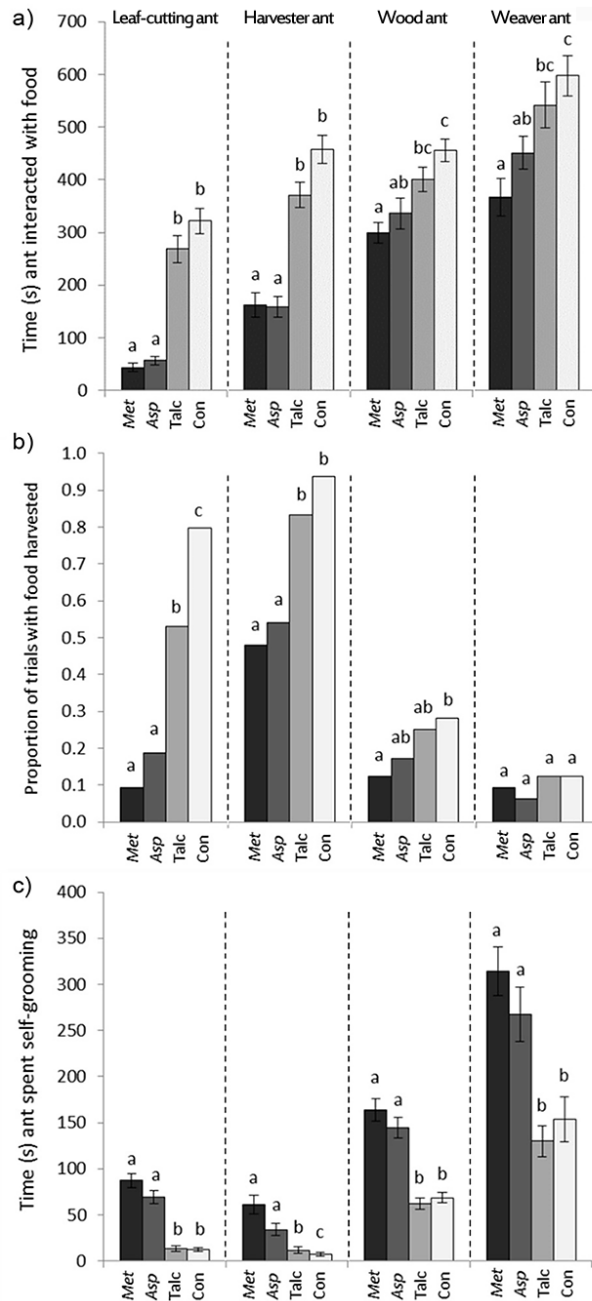 a)
Leaf-cutting ant Harvester ant Wood ant Weaver ant
Time (s) ant interacted with food
700
600
500
400
300
200
100
0
a a b b
a a b b
a ab bc c
a ab bc c
Met Asp Talc Con Met Asp Talc Con Met Asp Talc Con Met Asp Talc Con
b)
Proportion of trials with food harvested
1.0
0.9
0.8
0.7
0.6
0.5
0.4
0.3
0.2
0.1
0.0
a a b c
a a b b
a ab ab b
a a a a
Met Asp Talc Con Met Asp Talc Con Met Asp Talc Con Met Asp Talc Con
c)
Time (s) ant spent self-grooming
400
350
300
250
200
150
100
50
0
a a b b
a a b c
a a b b
a a b b
Met Asp Talc Con Met Asp Talc Con Met Asp Talc Con Met Asp Talc Con